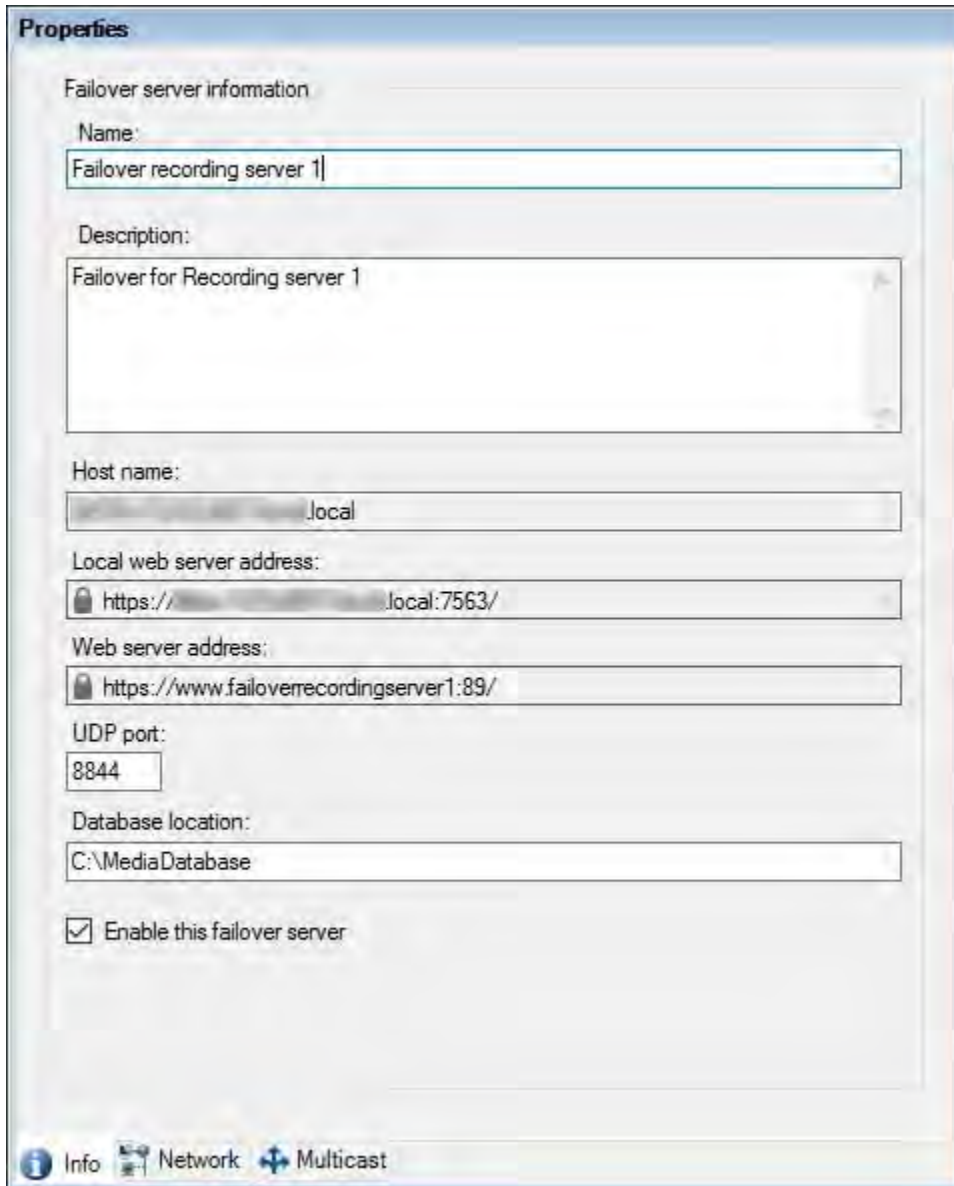 Properties
Failover server information
Name:
Failover recording server 1
Description:
Failover for Recording server 1
Host name:
.local
Local web server address:
https:// .local:7563/
Web server address:
https://www.failoverrecordingserver1:89/
UDP port:
8844
Database location:
C:\MediaDatabase
Enable this failover server
Info Network Multicast